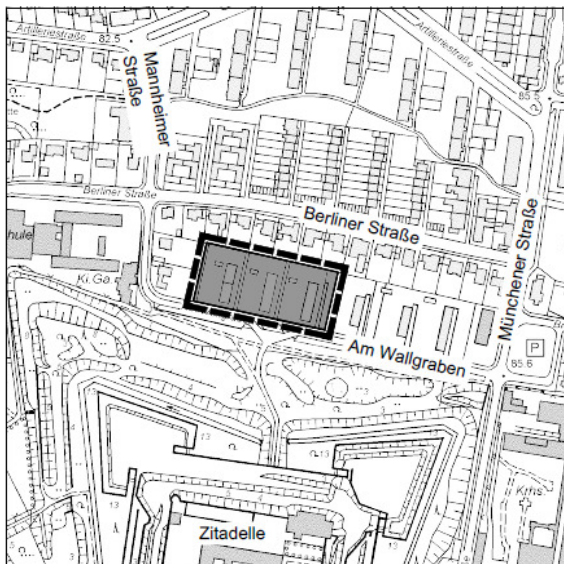 Artilleriestraße
82.5
Artilleriestraße
85.5
Mannheimer
Straße
Berliner Straße
Berliner Straße
Münchener Straße
hule
Ki.Ga.
Am Wallgraben
P
85.6
13
13
13
13
Krhs.
Zitadelle